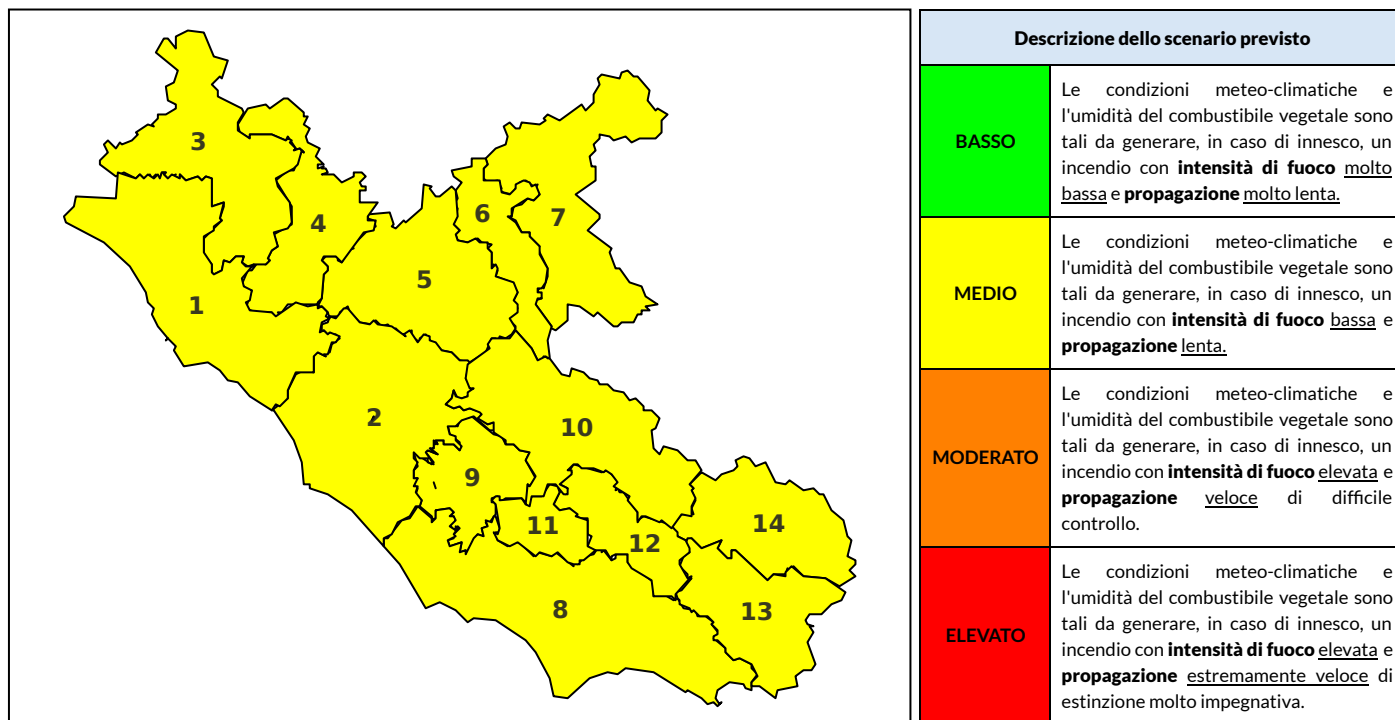 3
4
6
7
5
1
2
10
9
11
12
14
8
13
Descrizione dello scenario previsto
BASSO
Le condizioni meteo-climatiche e
l'umidità del combustibile vegetale sono
tali da generare, in caso di innesco, un
incendio con intensità di fuoco molto
bassa e propagazione molto lenta.
MEDIO
Le condizioni meteo-climatiche e
l'umidità del combustibile vegetale sono
tali da generare, in caso di innesco, un
incendio con intensità di fuoco bassa e
propagazione lenta.
MODERATO
Le condizioni meteo-climatiche e
l'umidità del combustibile vegetale sono
tali da generare, in caso di innesco, un
incendio con intensità di fuoco elevata e
propagazione veloce di difficile
controllo.
ELEVATO
Le condizioni meteo-climatiche e
l'umidità del combustibile vegetale sono
tali da generare, in caso di innesco, un
incendio con intensità di fuoco elevata e
propagazione estremamente veloce di
estinzione molto impegnativa.